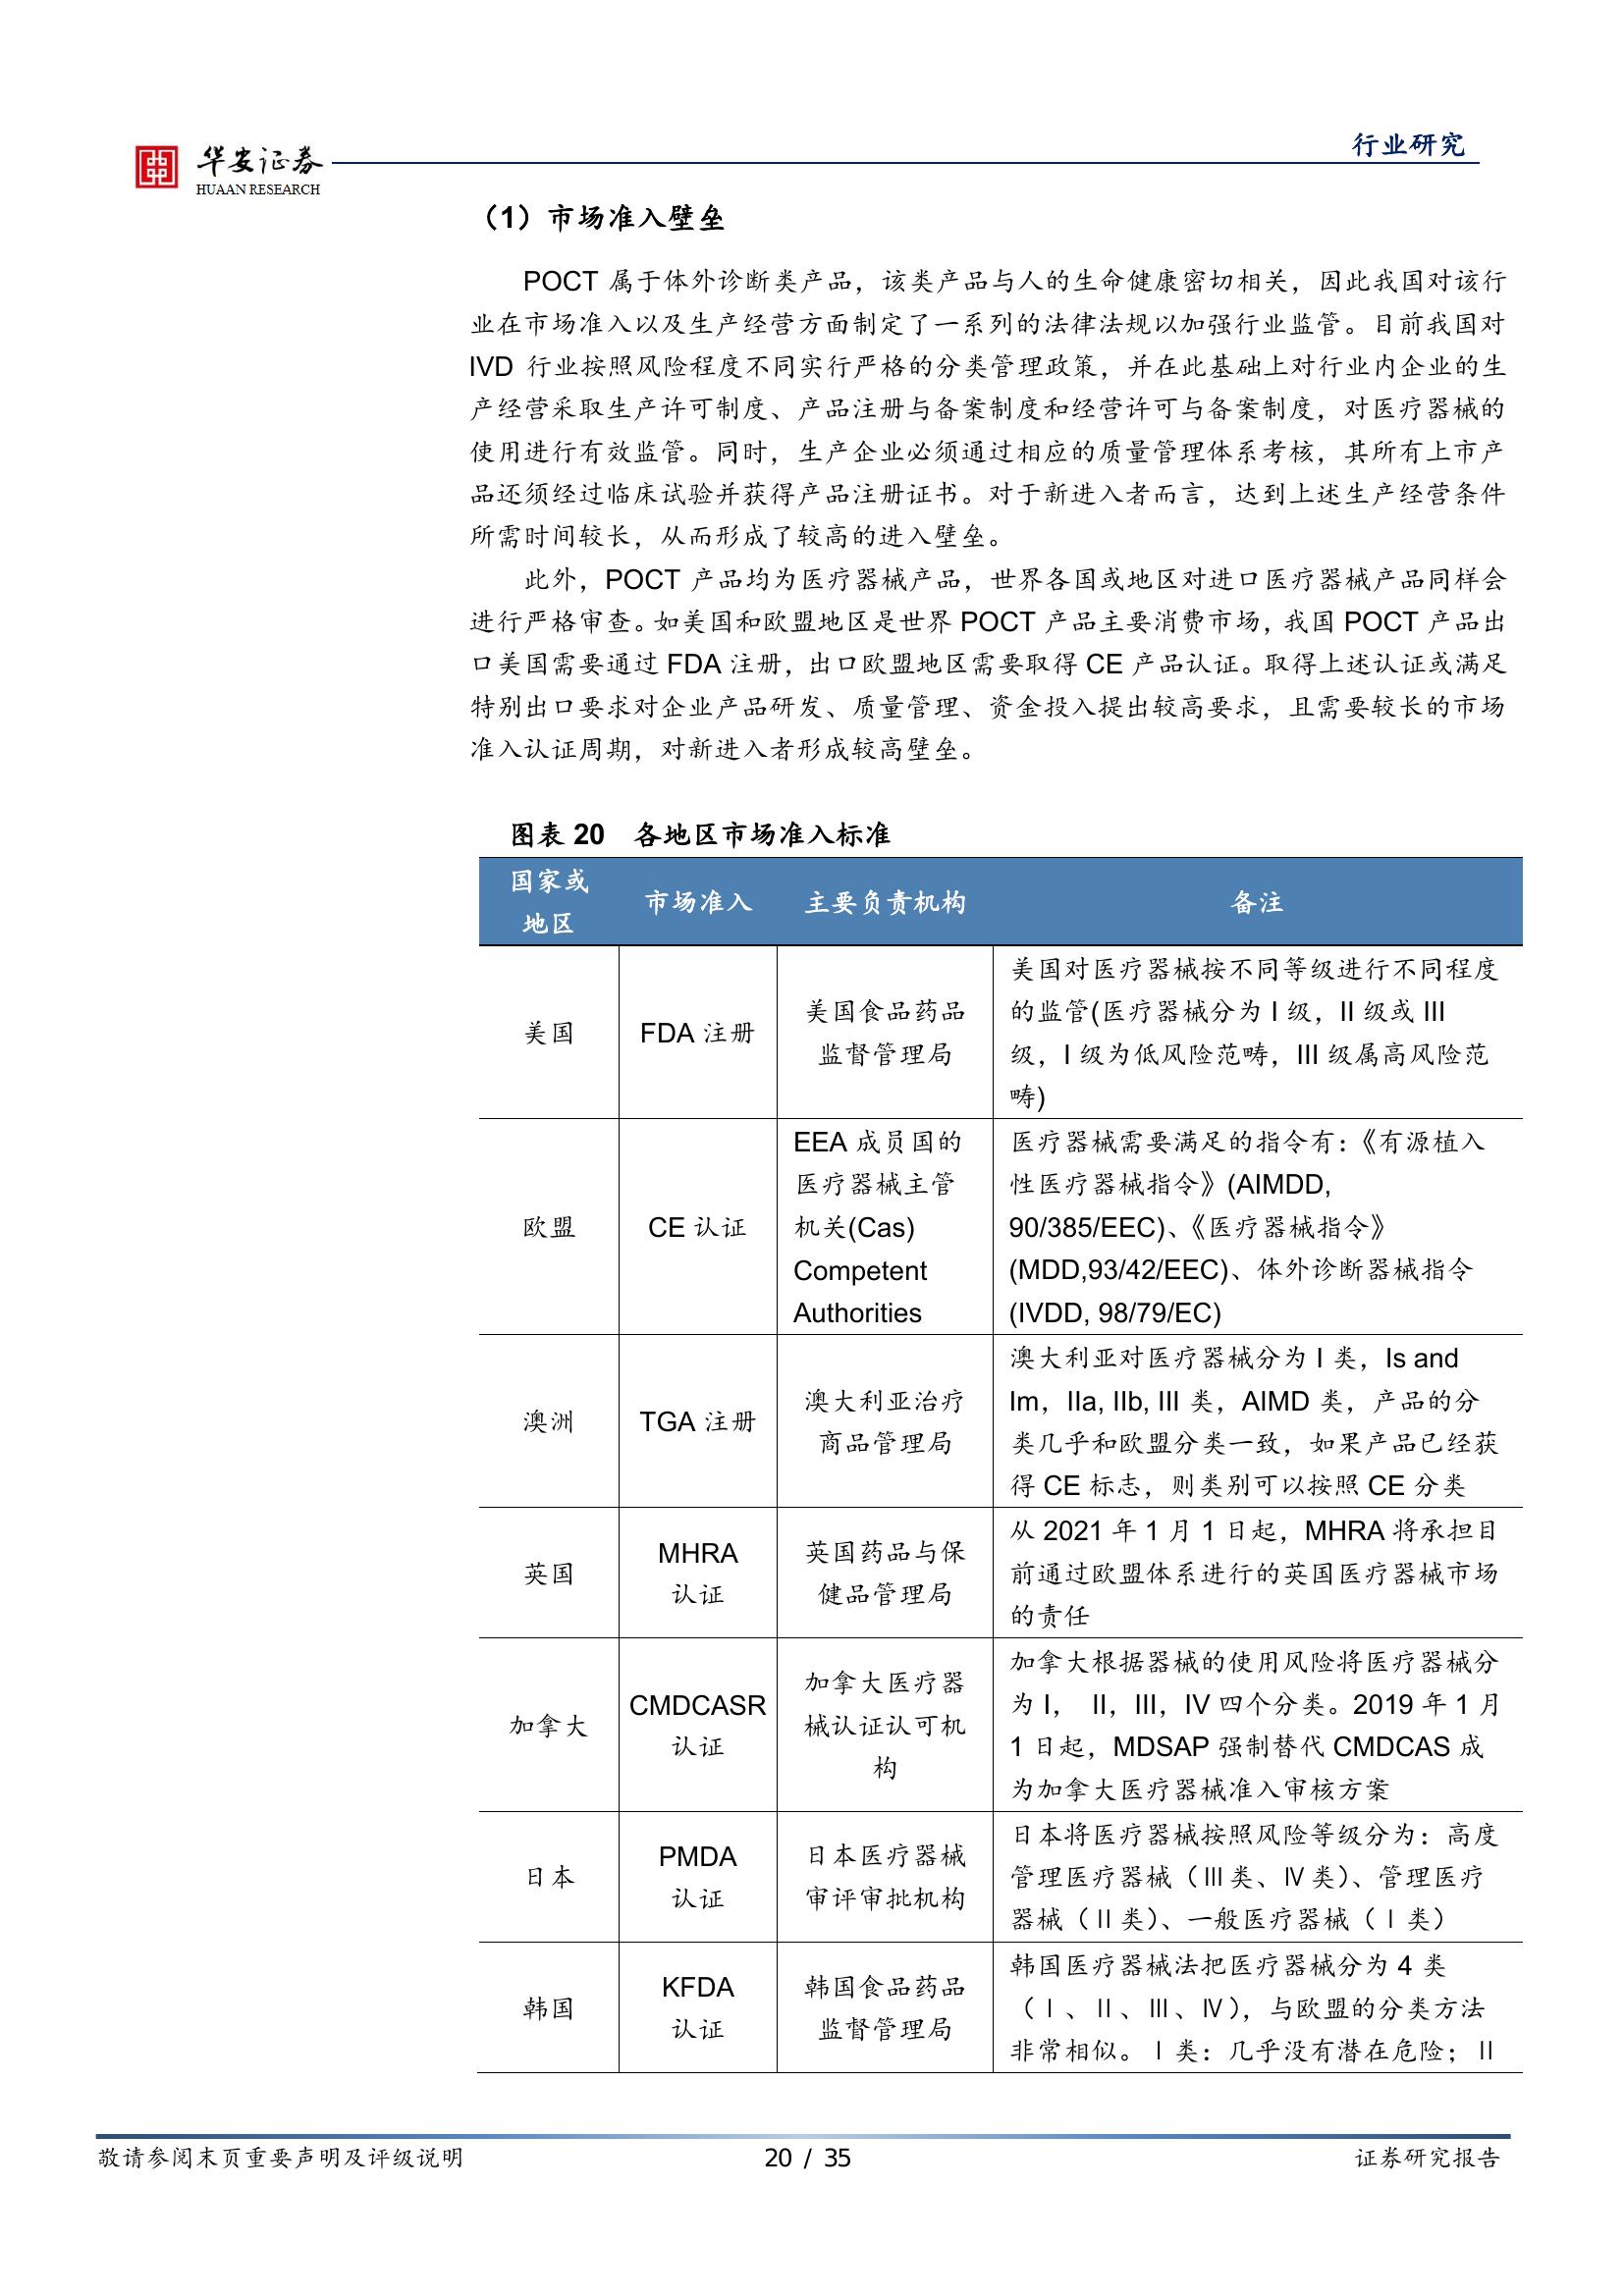 华安证券
HUAAN RESEARCH
行业研究
（1）市场准入壁垒
POCT 属于体外诊断类产品，该类产品与人的生命健康密切相关，因此我国对该行
业在市场准入以及生产经营方面制定了一系列的法律法规以加强行业监管。目前我国对
IVD 行业按照风险程度不同实行严格的分类管理政策，并在此基础上对行业内企业的生
产经营采取生产许可制度、产品注册与备案制度和经营许可与备案制度，对医疗器械的
使用进行有效监管。同时，生产企业必须通过相应的质量管理体系考核，其所有上市产
品还须经过临床试验并获得产品注册证书。对于新进入者而言，达到上述生产经营条件
所需时间较长，从而形成了较高的进入壁垒。
此外，POCT 产品均为医疗器械产品，世界各国或地区对进口医疗器械产品同样会
进行严格审查。如美国和欧盟地区是世界 POCT 产品主要消费市场，我国 POCT 产品出
口美国需要通过 FDA 注册，出口欧盟地区需要取得 CE 产品认证。取得上述认证或满足
特别出口要求对企业产品研发、质量管理、资金投入提出较高要求，且需要较长的市场
准入认证周期，对新进入者形成较高壁垒。
图表 20 各地区市场准入标准
国家或
地区
市场准入
主要负责机构
备注
美国
FDA 注册
美国食品药品
监督管理局
美国对医疗器械按不同等级进行不同程度
的监管(医疗器械分为 I 级，II 级或 III
级，I 级为低风险范畴，III 级属高风险范
畴)
欧盟
CE 认证
EEA 成员国的
医疗器械主管
机关(Cas)
Competent
Authorities
医疗器械需要满足的指令有：《有源植入
性医疗器械指令》(AIMDD,
90/385/EEC)、《医疗器械指令》
(MDD,93/42/EEC)、体外诊断器械指令
(IVDD, 98/79/EC)
澳洲
TGA 注册
澳大利亚治疗
商品管理局
澳大利亚对医疗器械分为 I 类，Is and
Im，IIa, IIb, III 类，AIMD 类，产品的分
类几乎和欧盟分类一致，如果产品已经获
得 CE 标志，则类别可以按照 CE 分类
英国
MHRA
认证
英国药品与保
健品管理局
从 2021 年 1 月 1 日起，MHRA 将承担目
前通过欧盟体系进行的英国医疗器械市场
的责任
加拿大
CMDCASR
认证
加拿大医疗器
械认证认可机
构
加拿大根据器械的使用风险将医疗器械分
为 I， II，III，IV 四个分类。2019 年 1 月
1 日起，MDSAP 强制替代 CMDCAS 成
为加拿大医疗器械准入审核方案
日本
PMDA
认证
日本医疗器械
审评审批机构
日本将医疗器械按照风险等级分为：高度
管理医疗器械（Ⅲ类、Ⅳ类）、管理医疗
器械（Ⅱ类）、一般医疗器械（Ⅰ类）
韩国
KFDA
认证
韩国食品药品
监督管理局
韩国医疗器械法把医疗器械分为 4 类
（Ⅰ、Ⅱ、Ⅲ、Ⅳ），与欧盟的分类方法
非常相似。Ⅰ类：几乎没有潜在危险；Ⅱ
敬请参阅末页重要声明及评级说明
20 / 35
证券研究报告